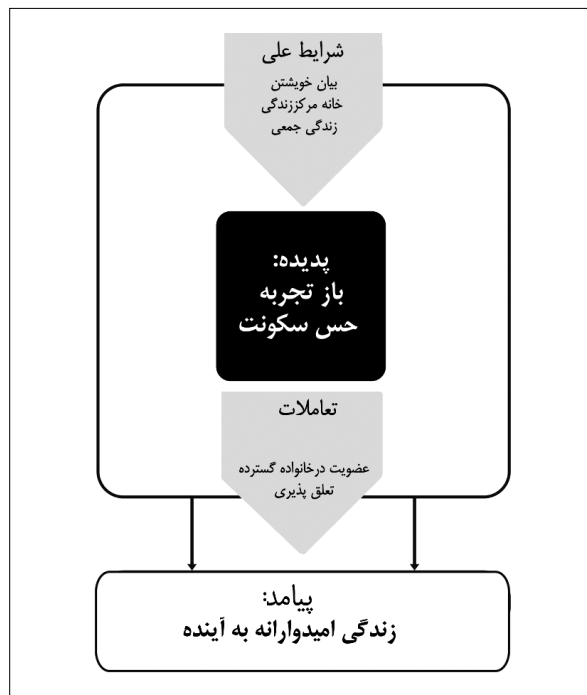 شرایط علی
بیان خویشتن
خانه مرکززندگی
زندگی جمعی
پدیده:
باز تجربه
حس سکونت
تعاملات
عضویت درخانواده گسترده
تعلق پذیری
پیامد:
زندگی امیدوارانه به آینده